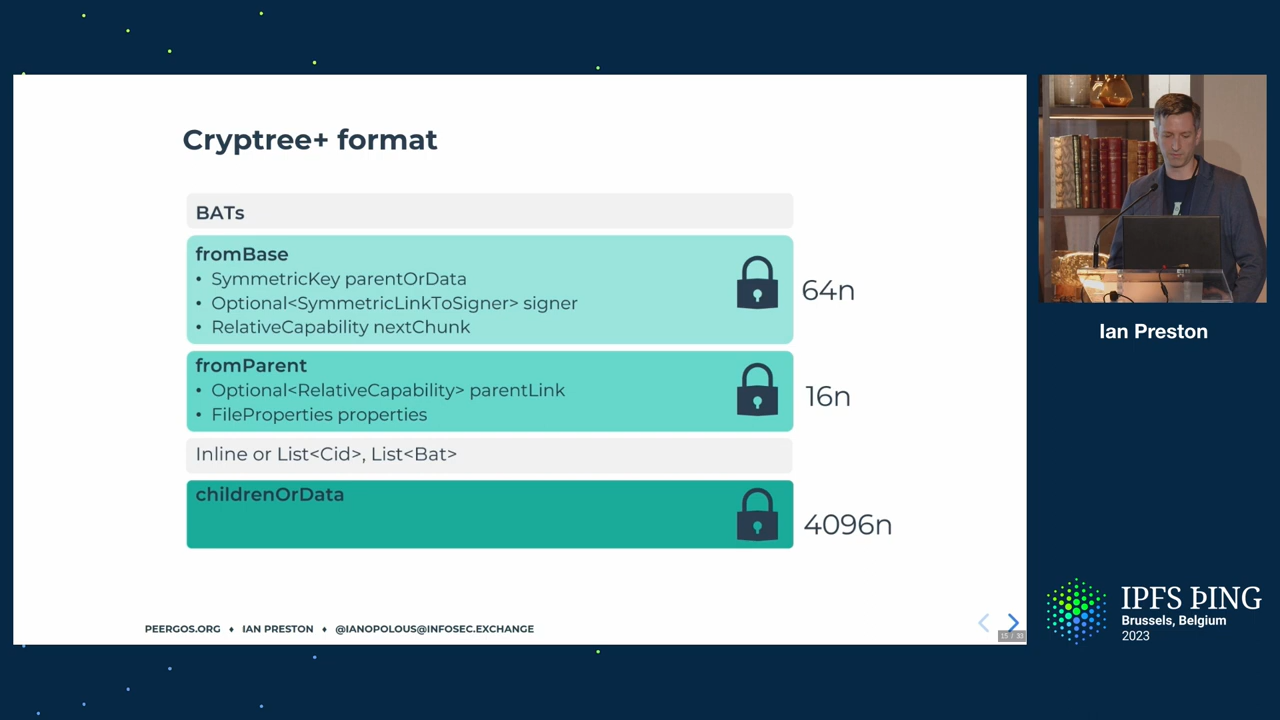 Cryptree+ format
BATs
fromBase
• SymmetricKey parentOrData
• Optional<SymmetricLinkToSigner> signer
• RelativeCapability nextChunk
64n
fromParent
• Optional<RelativeCapability> parentLink
• FileProperties properties
16n
Inline or List<Cid>, List<Bat>
childrenOrData
4096n
PEERGOS.ORG ♦ IAN PRESTON ♦ @IANOPOLOUS@INFOSEC.EXCHANGE
15 / 33
Ian Preston
IPFS ÞING
Brussels, Belgium
2023